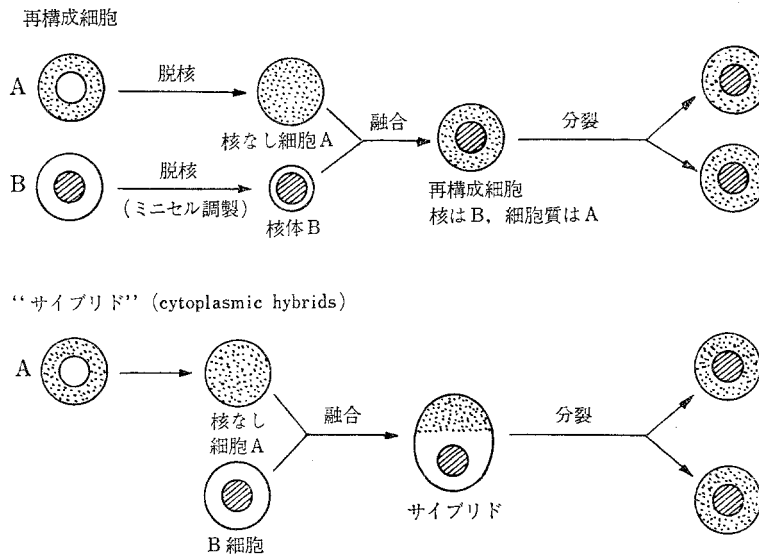 再構成細胞
A
脱核
核なし細胞A
融合
分裂
B
脱核
(ミニセル調製)
核体B
再構成細胞
核はB,細胞質はA
“サイブリド” (cytoplasmic hybrids)
A
核なし
細胞A
融合
分裂
B細胞
サイブリド